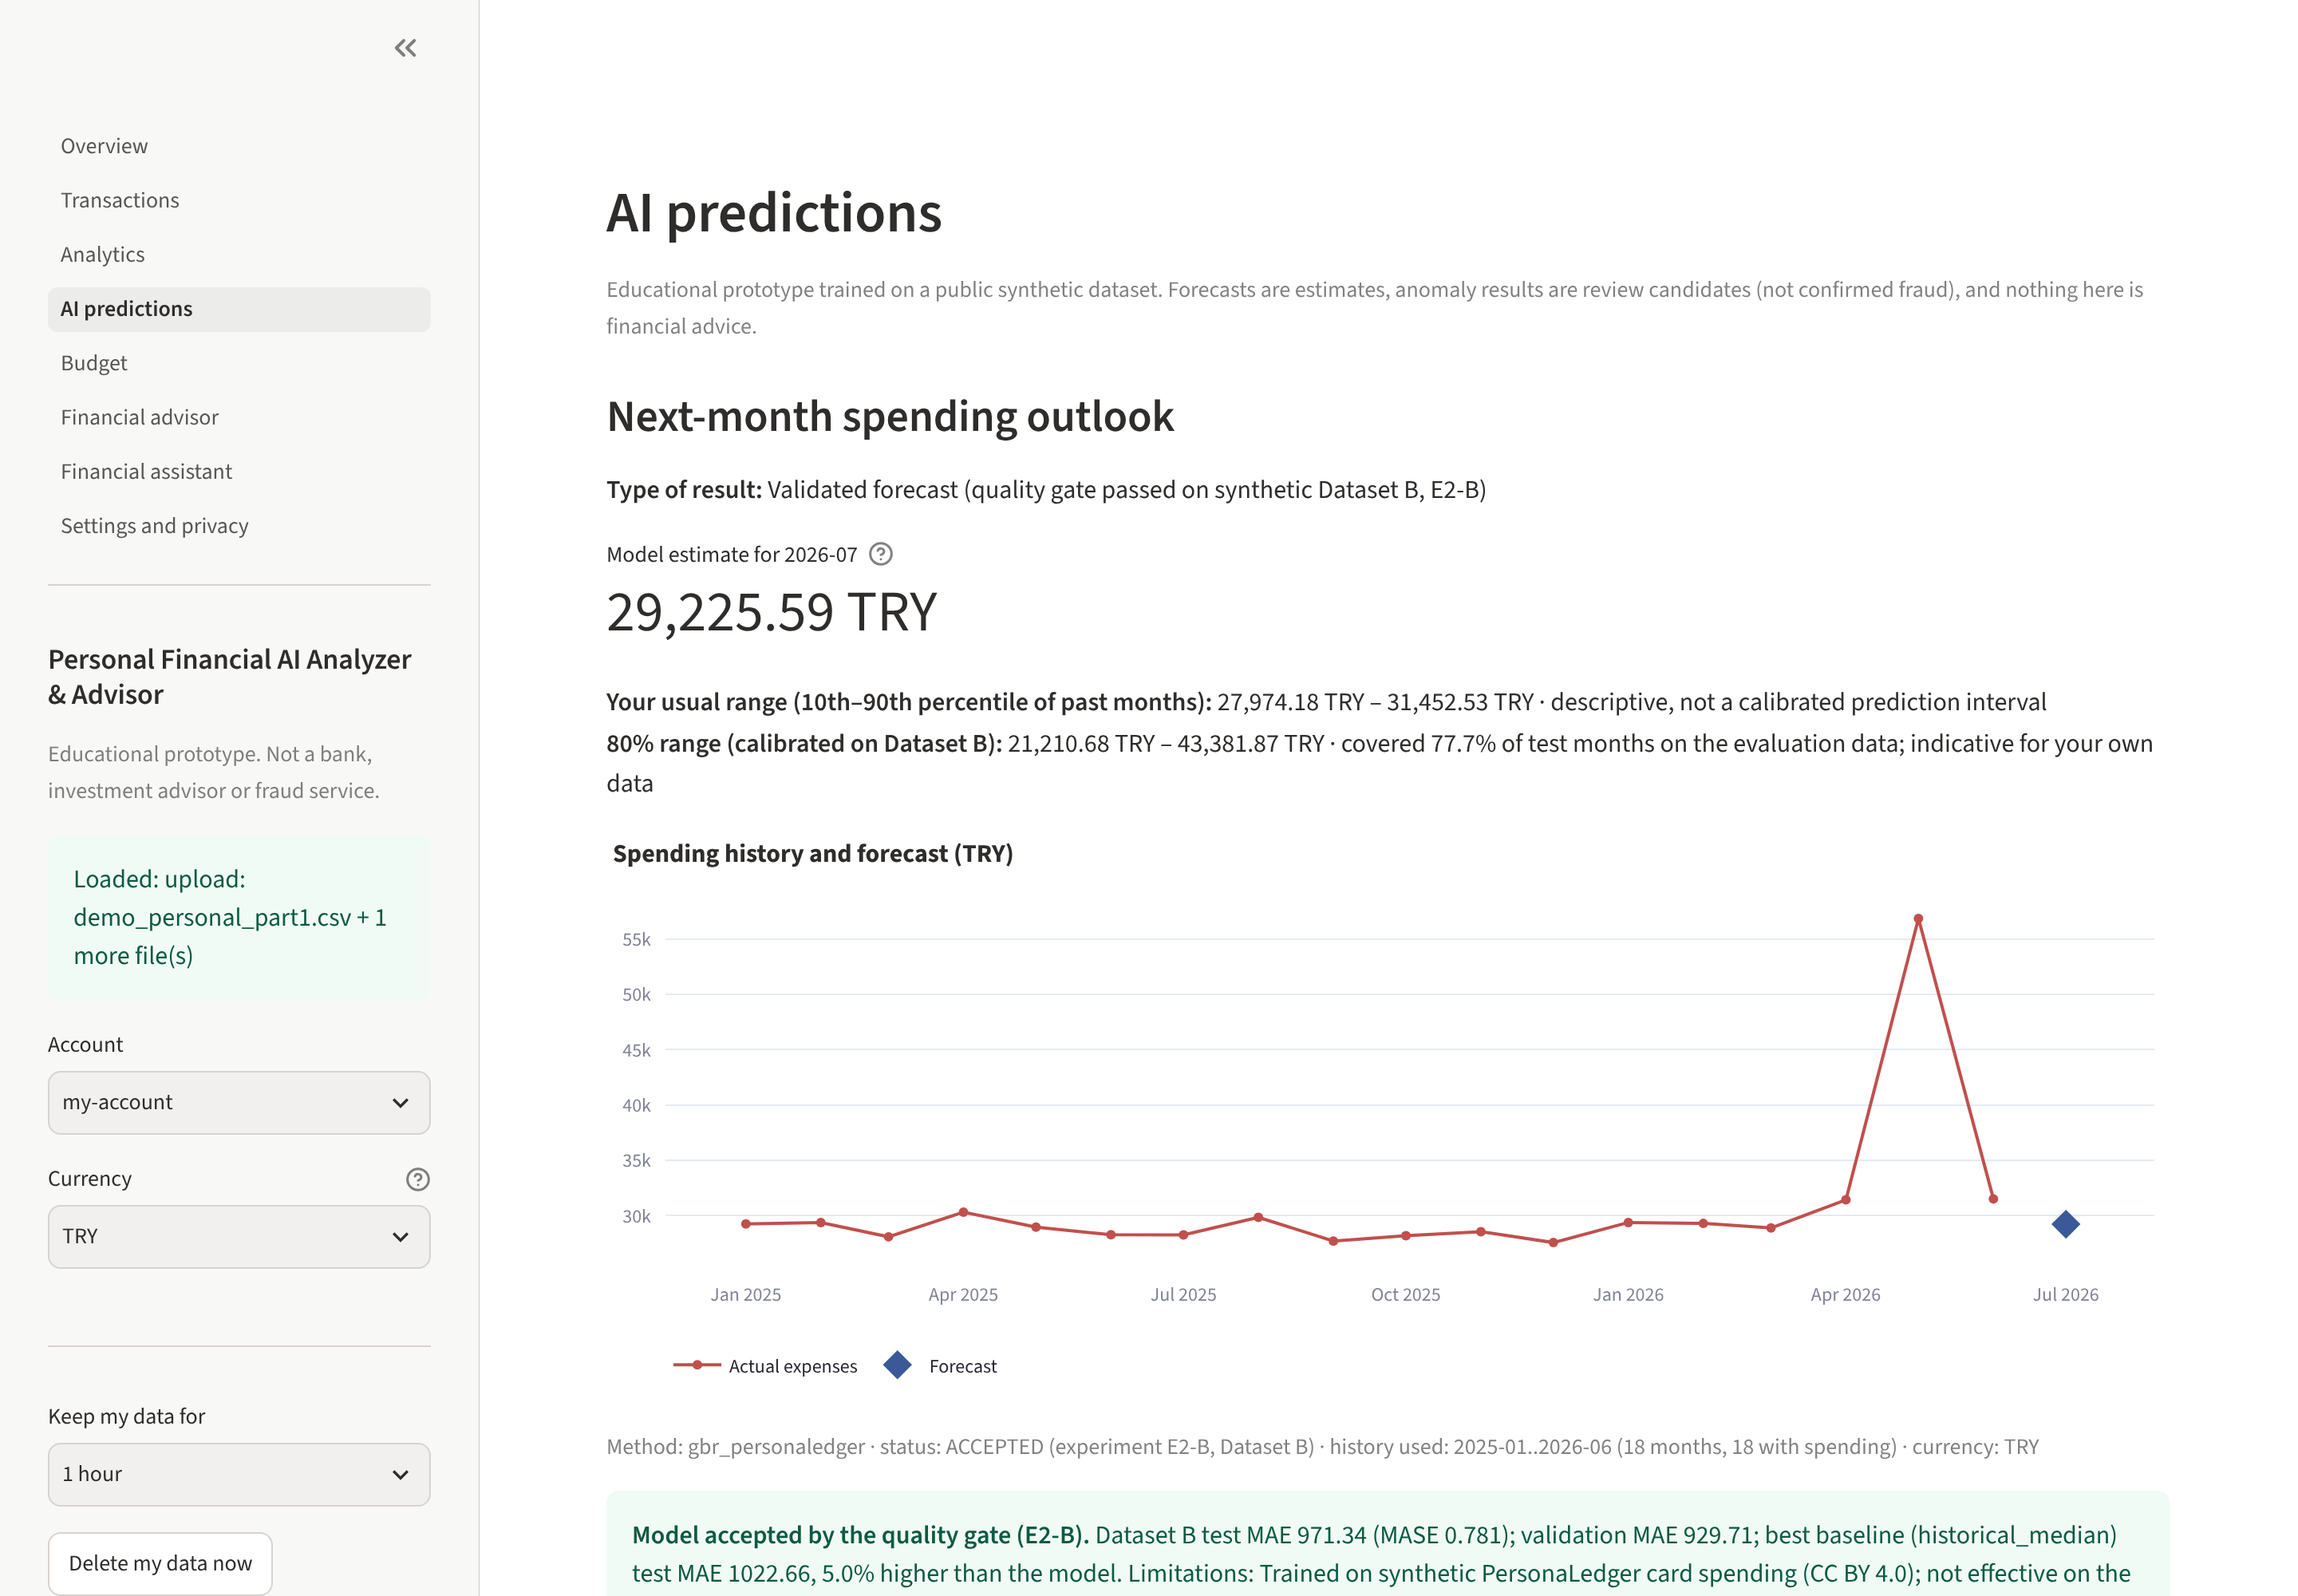 Overview
Transactions
Analytics
AI predictions
Budget
Financial advisor
Financial assistant
Settings and privacy
Personal Financial AI Analyzer
& Advisor
Educational prototype. Not a bank,
investment advisor or fraud service.
Loaded: upload:
demo_personal_part1.csv + 1
more file(s)
Account
my-account
Currency
TRY
Keep my data for
1 hour
Delete my data now
AI predictions
Educational prototype trained on a public synthetic dataset. Forecasts are estimates, anomaly results are review candidates (not confirmed fraud), and nothing here is
financial advice.
Next-month spending outlook
Type of result: Validated forecast (quality gate passed on synthetic Dataset B, E2-B)
Model estimate for 2026-07
29,225.59 TRY
Your usual range (10th–90th percentile of past months): 27,974.18 TRY – 31,452.53 TRY · descriptive, not a calibrated prediction interval
80% range (calibrated on Dataset B): 21,210.68 TRY – 43,381.87 TRY · covered 77.7% of test months on the evaluation data; indicative for your own
data
Spending history and forecast (TRY)
55k
50k
45k
40k
35k
30k
Jan 2025 Apr 2025 Jul 2025 Oct 2025 Jan 2026 Apr 2026 Jul 2026
Actual expenses Forecast
Method: gbr_personaledger · status: ACCEPTED (experiment E2-B, Dataset B) · history used: 2025-01..2026-06 (18 months, 18 with spending) · currency: TRY
Model accepted by the quality gate (E2-B). Dataset B test MAE 971.34 (MASE 0.781); validation MAE 929.71; best baseline (historical_median)
test MAE 1022.66, 5.0% higher than the model. Limitations: Trained on synthetic PersonaLedger card spending (CC BY 4.0); not effective on the